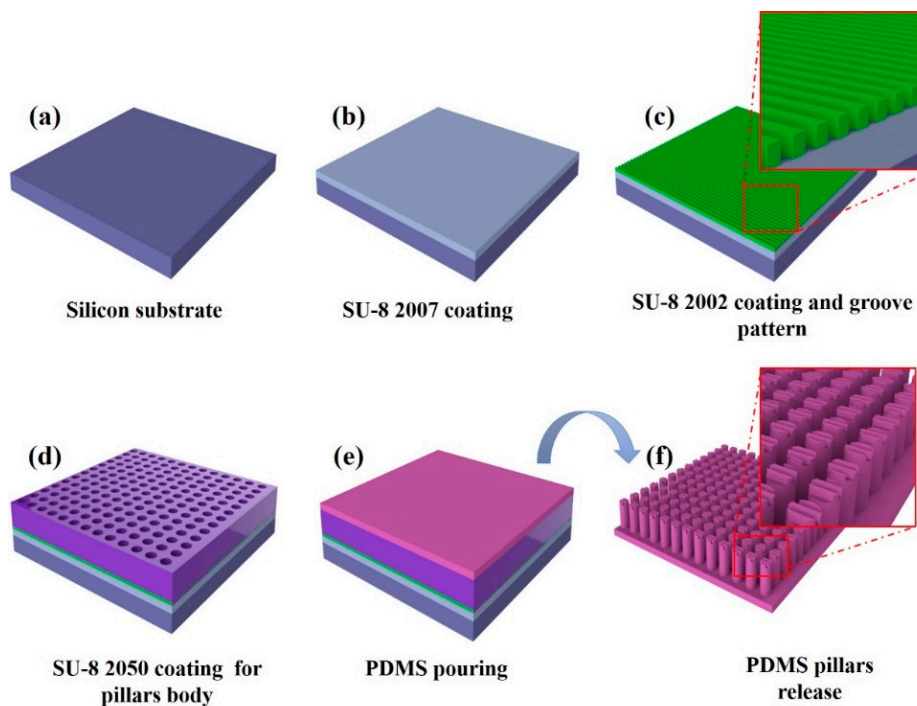 (a)
(b)
(c)
Silicon substrate
SU-8 2007 coating
SU-8 2002 coating and groove
pattern
(d)
(e)
(f)
SU-8 2050 coating for
pillars body
PDMS pouring
PDMS pillars
release